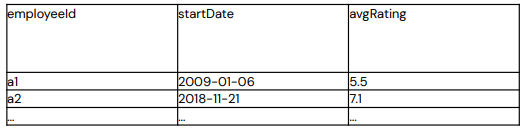 employeeId startDate avgRating
a1 2009-01-06 5.5
a2 2018-11-21 7.1
... ... ...